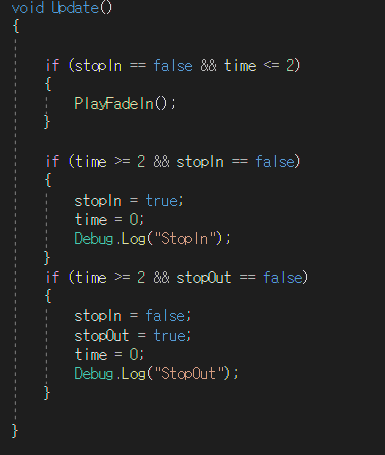 void Update()
{
if (stopIn == false && time <= 2)
{
PlayFadeIn();
}
if (time >= 2 && stopIn == false)
{
stopIn = true;
time = 0;
Debug.Log("StopIn");
}
if (time >= 2 && stopOut == false)
{
stopIn = false;
stopOut = true;
time = 0;
Debug.Log("StopOut");
}
}